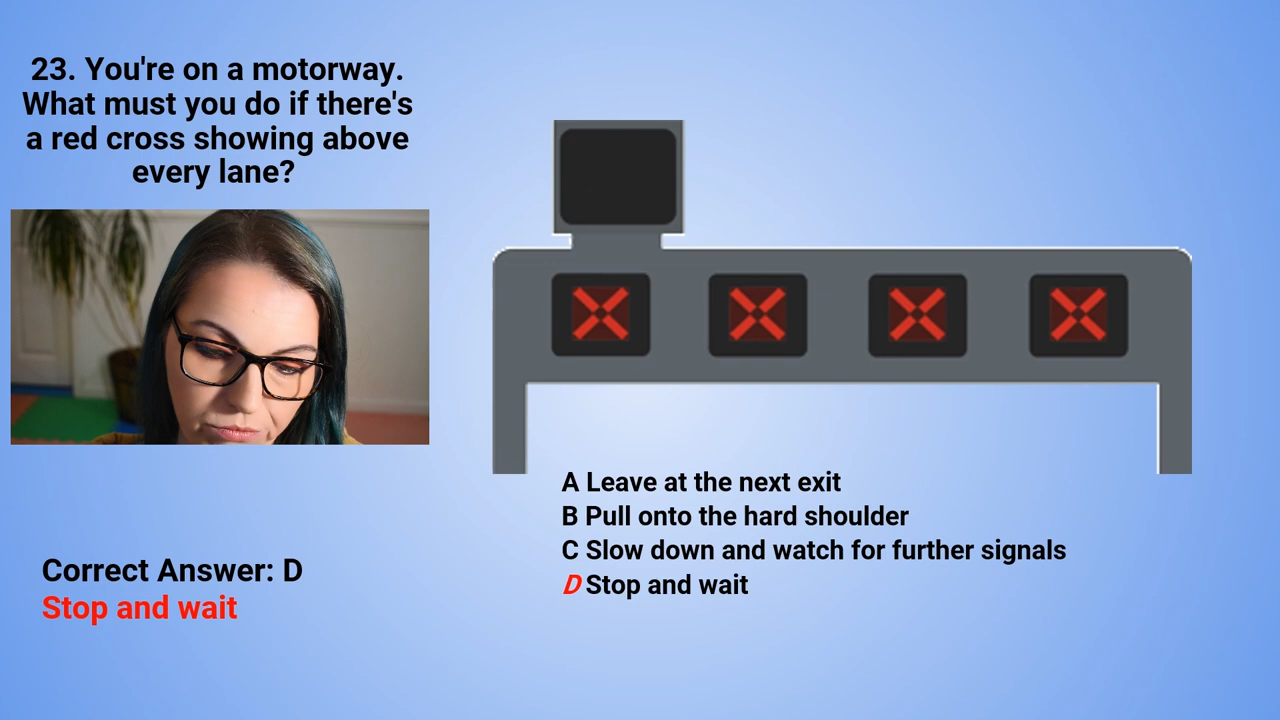 23. You're on a motorway.
What must you do if there's
a red cross showing above
every lane?
A Leave at the next exit
B Pull onto the hard shoulder
C Slow down and watch for further signals
D Stop and wait
Correct Answer: D
Stop and wait